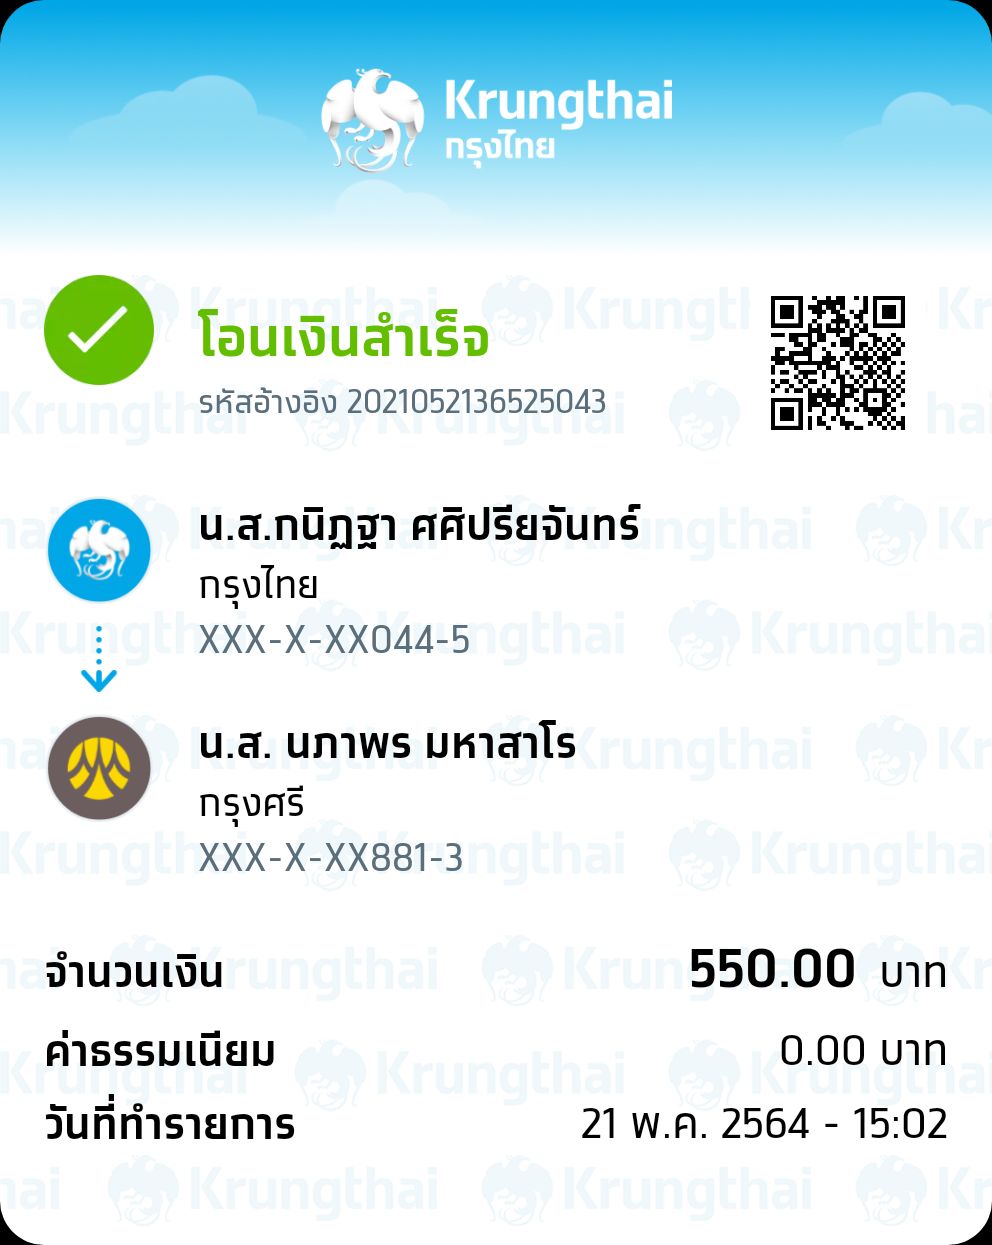 Krungthai
กรุงไทย
โอนเงินสำเร็จ
รหัสอ้างอิง 2021052136525043
น.ส.กนิฏฐา ศศิปรียจันทร์
กรุงไทย
XXX-X-XX044-5
น.ส. นภาพร มหาสาโร
กรุงศรี
XXX-X-XX881-3
จำนวนเงิน 550.00 บาท
ค่าธรรมเนียม 0.00 บาท
วันที่ทำรายการ 21 พ.ค. 2564 - 15:02